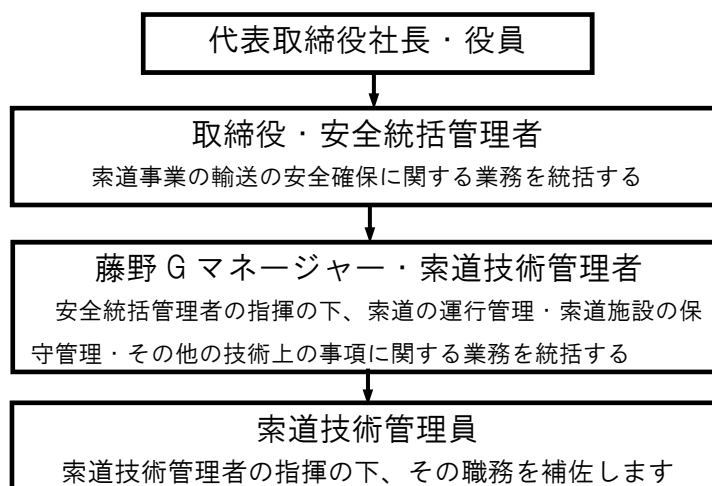 代表取締役社長・役員
取締役・安全統括管理者
索道事業の輸送の安全確保に関する業務を統括する
藤野 G マネージャー・索道技術管理者
安全統括管理者の指揮の下、索道の運行管理・索道施設の保
守管理・その他の技術上の事項に関する業務を統括する
索道技術管理員
索道技術管理者の指揮の下、その職務を補佐します